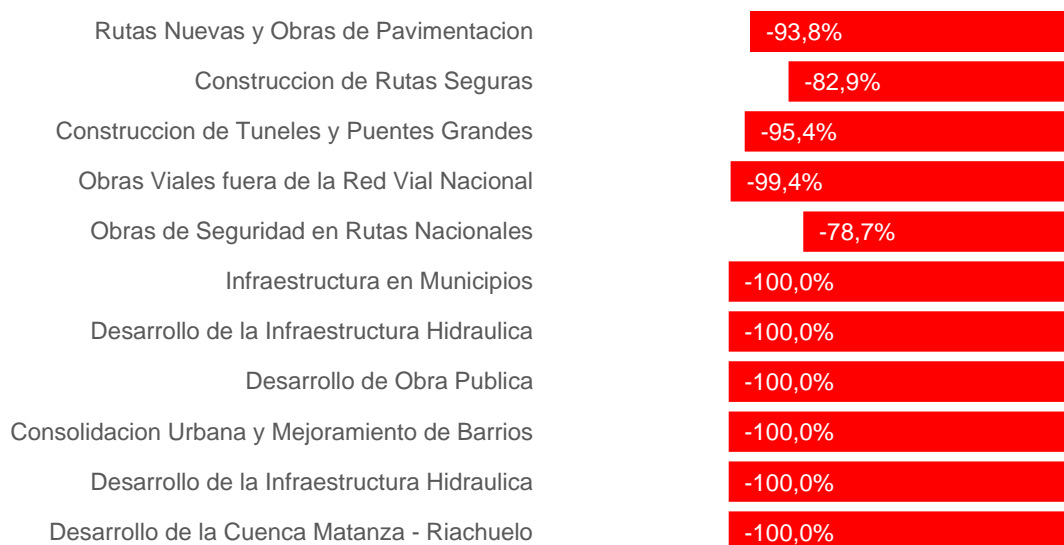 Rutas Nuevas y Obras de Pavimentacion -93,8%
Construccion de Rutas Seguras -82,9%
Construccion de Tuneles y Puentes Grandes -95,4%
Obras Viales fuera de la Red Vial Nacional -99,4%
Obras de Seguridad en Rutas Nacionales -78,7%
Infraestructura en Municipios -100,0%
Desarrollo de la Infraestructura Hidraulica -100,0%
Desarrollo de Obra Publica -100,0%
Consolidacion Urbana y Mejoramiento de Barrios -100,0%
Desarrollo de la Infraestructura Hidraulica -100,0%
Desarrollo de la Cuenca Matanza - Riachuelo -100,0%